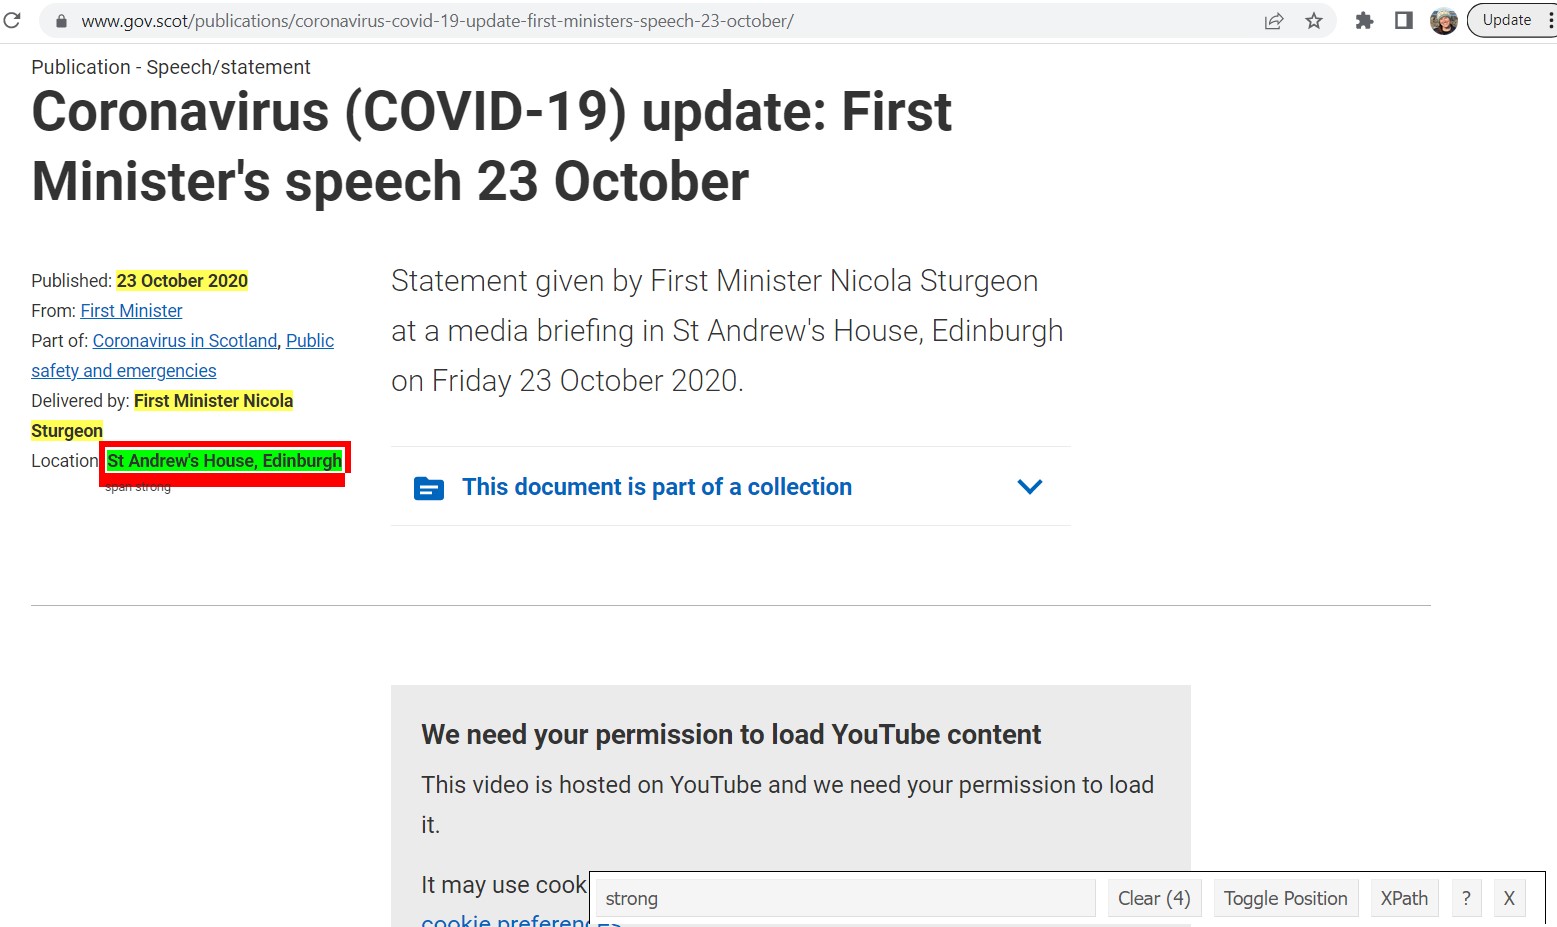 www.gov.scot/publications/coronavirus-covid-19-update-first-ministers-speech-23-october/
Update
Publication - Speech/statement
Coronavirus (COVID-19) update: First
Minister's speech 23 October
Published: 23 October 2020
From: First Minister
Part of: Coronavirus in Scotland, Public
safety and emergencies
Delivered by: First Minister Nicola
Sturgeon
Location St Andrew's House, Edinburgh
span strong
Statement given by First Minister Nicola Sturgeon
at a media briefing in St Andrew's House, Edinburgh
on Friday 23 October 2020.
This document is part of a collection
We need your permission to load YouTube content
This video is hosted on YouTube and we need your permission to load
it.
It may use cook
cookie preferences
strong
Clear (4)
Toggle Position
XPath
?
X